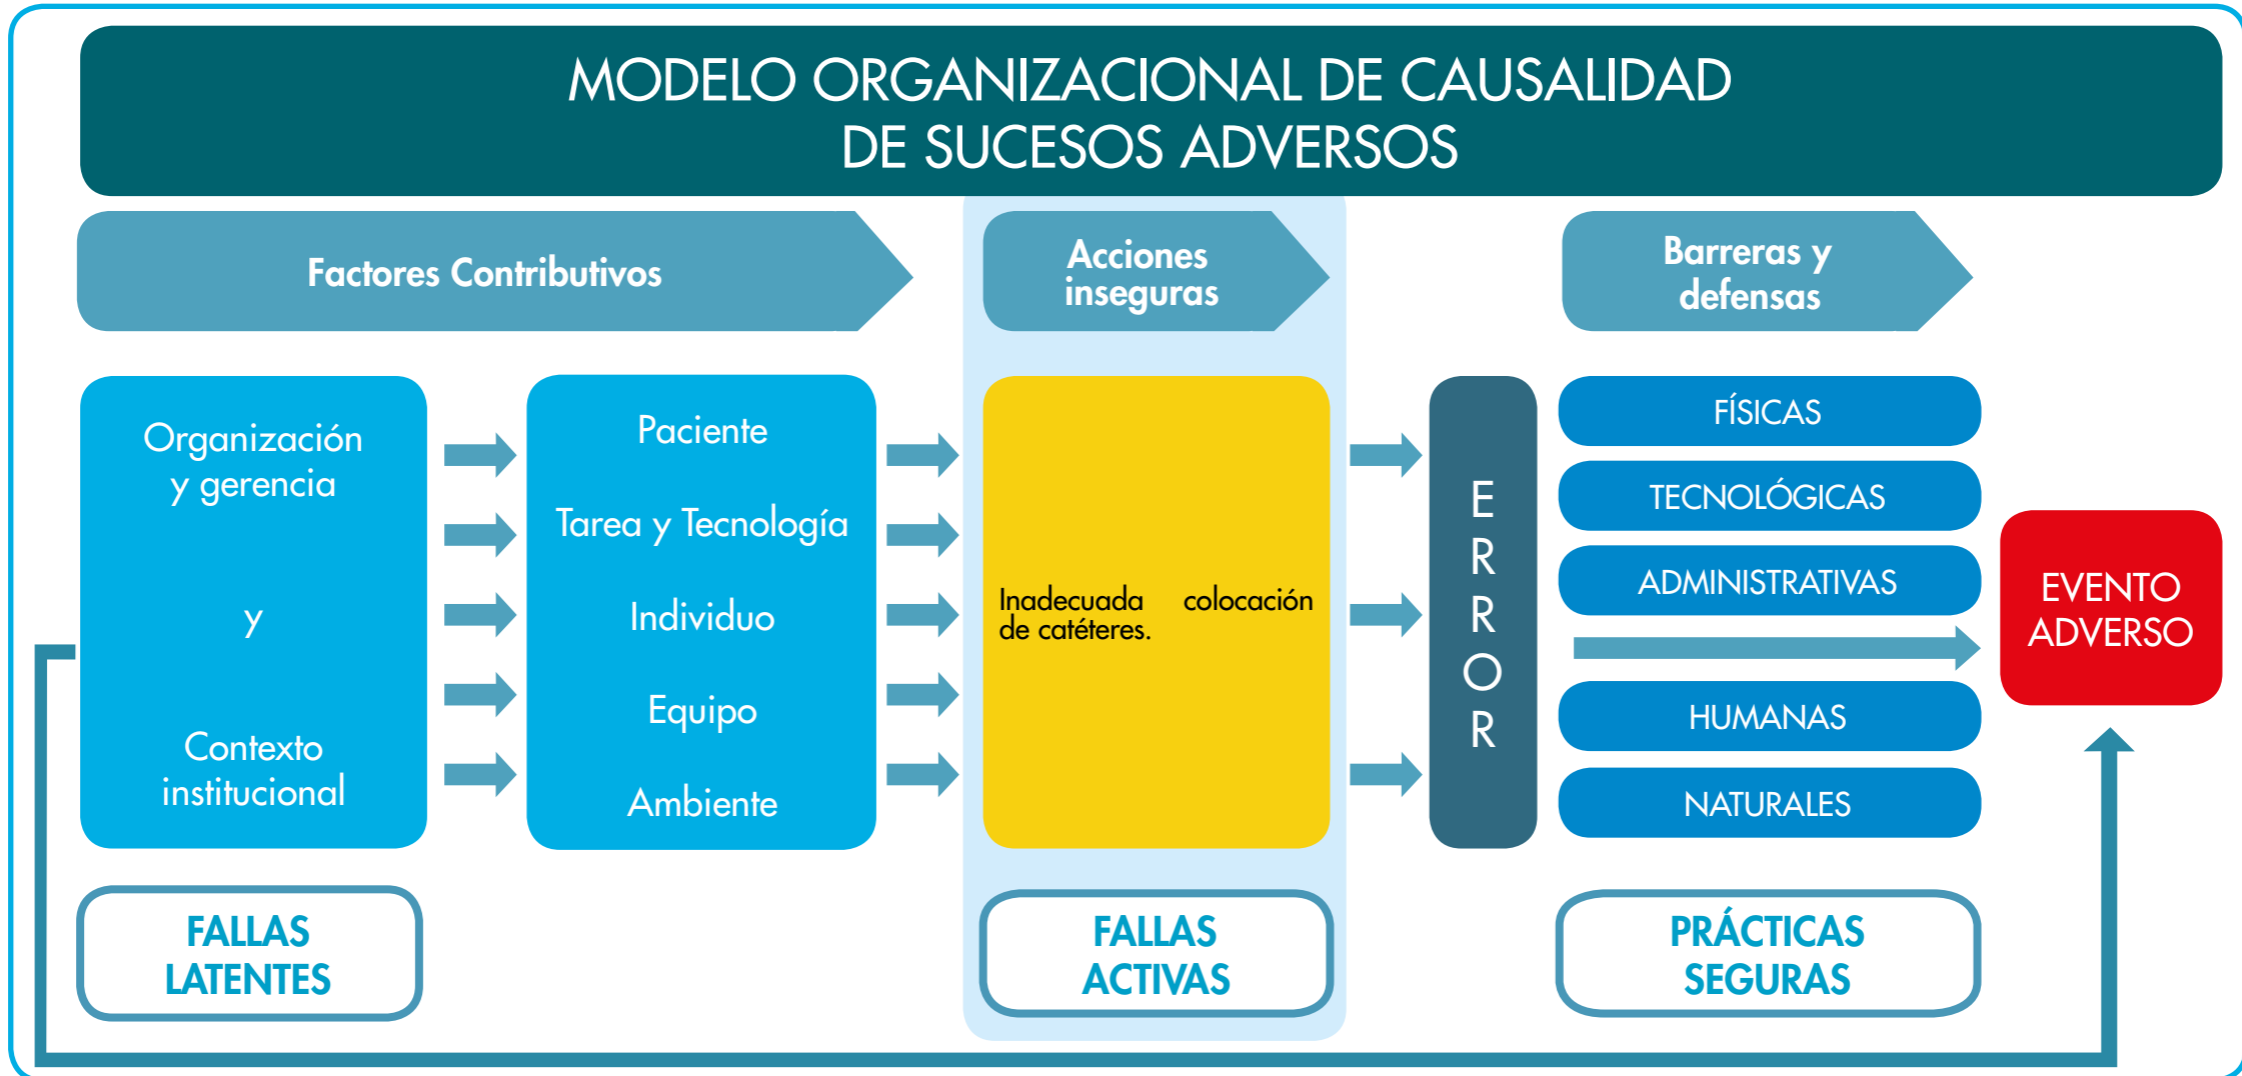 MODELO ORGANIZACIONAL DE CAUSALIDAD
DE SUCESOS ADVERSOS
Factores Contributivos
Acciones
inseguras
Barreras y
defensas
Organización
y gerencia
y
Contexto
institucional
Paciente
Tarea y Tecnología
Individuo
Equipo
Ambiente
Inadecuada colocación
de catéteres.
E
R
R
O
R
FÍSICAS
TECNOLÓGICAS
ADMINISTRATIVAS
HUMANAS
NATURALES
EVENTO
ADVERSO
FALLAS
LATENTES
FALLAS
ACTIVAS
PRÁCTICAS
SEGURAS